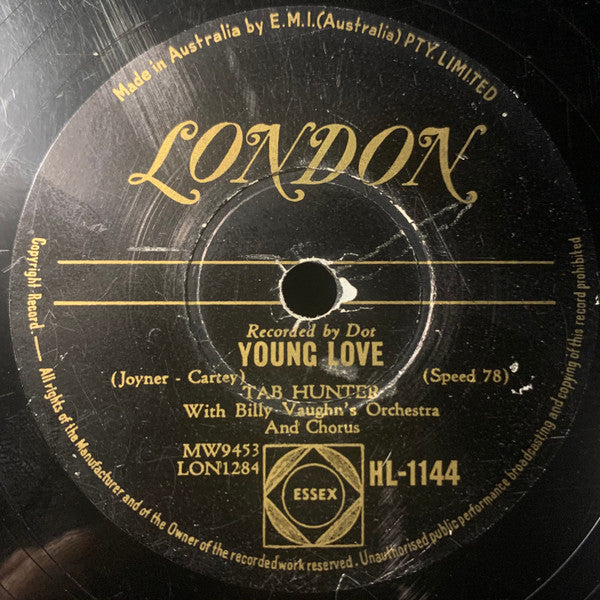 Made in Australia by E.M.I. (Australia) PTY. LIMITED
LONDON
Recorded by Dot
YOUNG LOVE
(Joyner - Cartey)
(Speed 78)
TAB HUNTER
With Billy Vaughn's Orchestra
And Chorus
MW9453
LON1284
ESSEX
HL-1144
Copyright Record — All rights of the Manufacturer and of the Owner of the recorded work reserved. Unauthorised public performance broadcasting and copying of this record prohibited